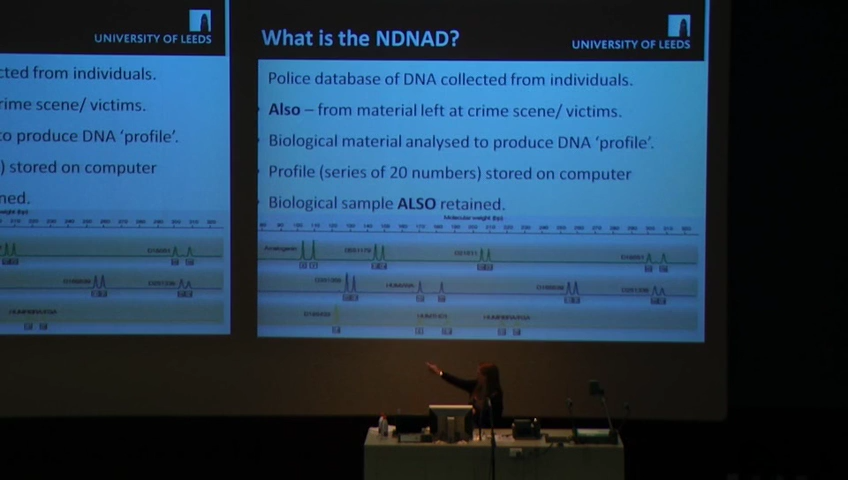 UNIVERSITY OF LEEDS
cted from individuals.
rime scene/ victims.
to produce DNA 'profile'.
) stored on computer
ned.
What is the NDNAD?
UNIVERSITY OF LEEDS
Police database of DNA collected from individuals.
Also – from material left at crime scene/ victims.
Biological material analysed to produce DNA 'profile'.
Profile (series of 20 numbers) stored on computer
Biological sample ALSO retained.
Molecular weight (bp)
Amelogenin